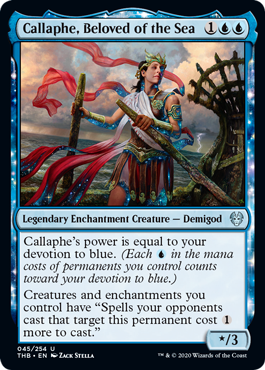 Callaphe, Beloved of the Sea 1
Legendary Enchantment Creature — Demigod
Callaphe's power is equal to your
devotion to blue. (Each in the mana
costs of permanents you control counts
toward your devotion to blue.)
Creatures and enchantments you
control have "Spells your opponents
cast that target this permanent cost 1
more to cast."
*/3
045/254 U
THB • EN ZACK STELLA
™ & © 2020 Wizards of the Coast